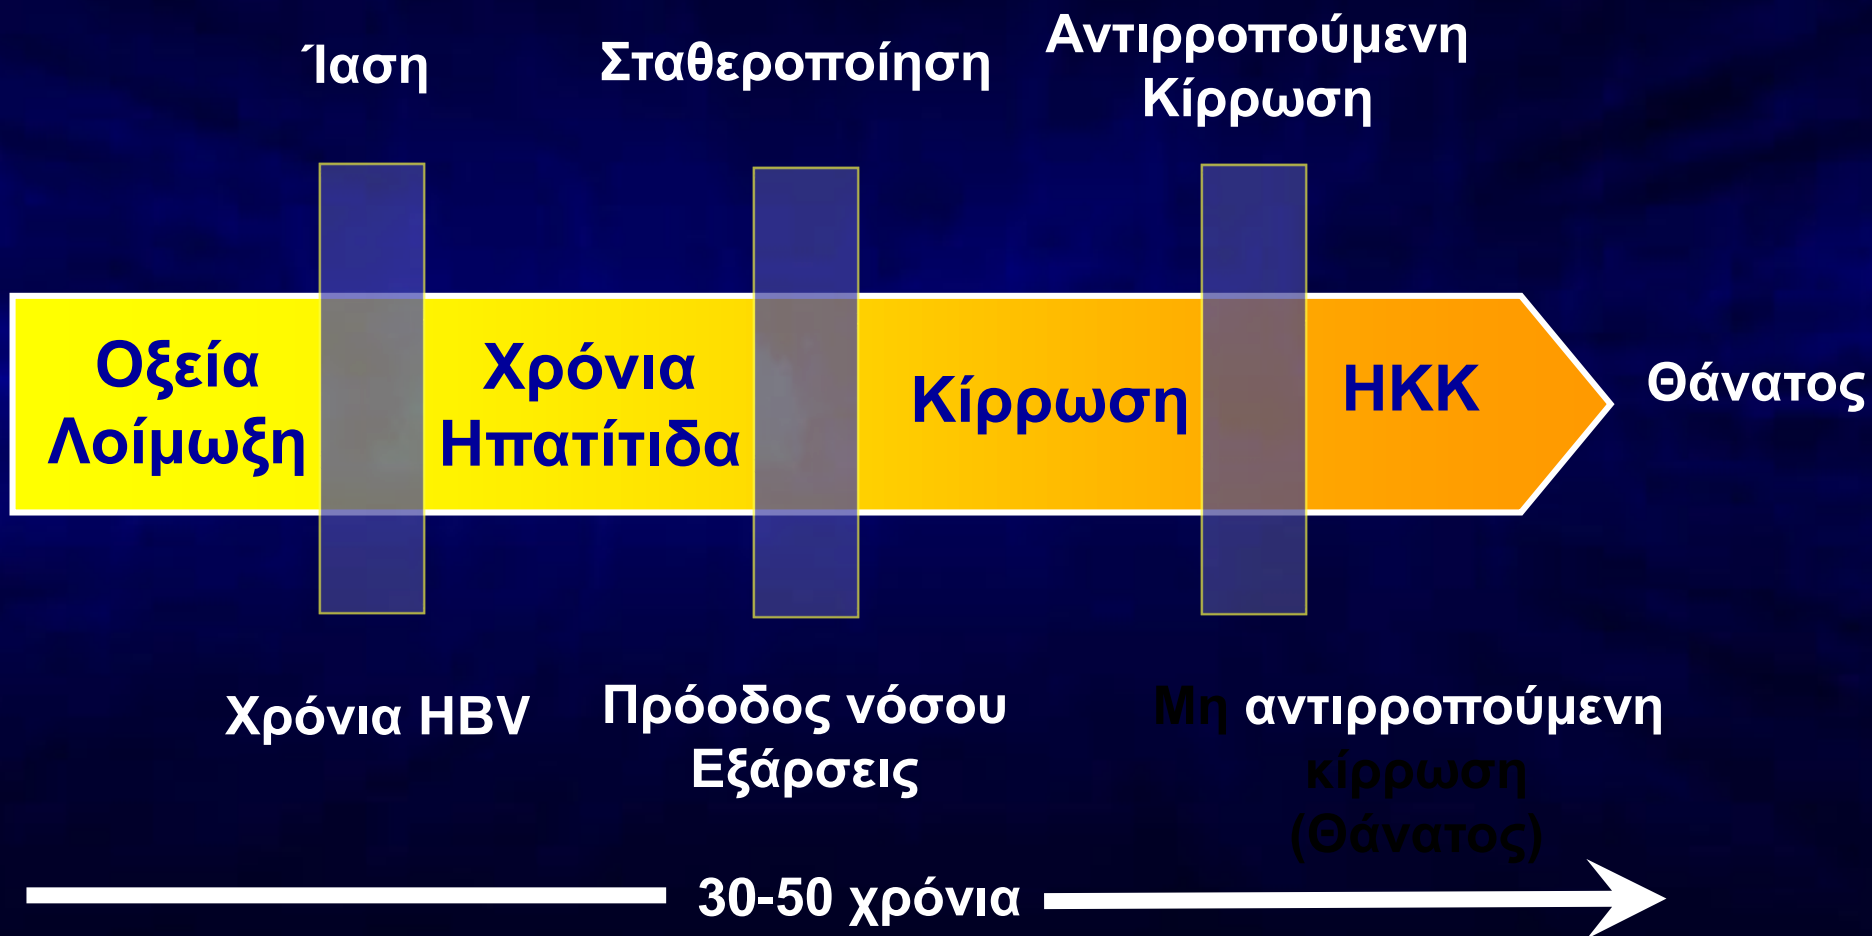 Ίαση
Σταθεροποίηση
Αντιρροπούμενη
Κίρρωση
Οξεία
Λοίμωξη
Χρόνια
Ηπατίτιδα
Κίρρωση
ΗΚΚ
Θάνατος
Χρόνια HBV
Πρόοδος νόσου
Εξάρσεις
Μη αντιρροπούμενη
κίρρωση
(Θάνατος)
30-50 χρόνια